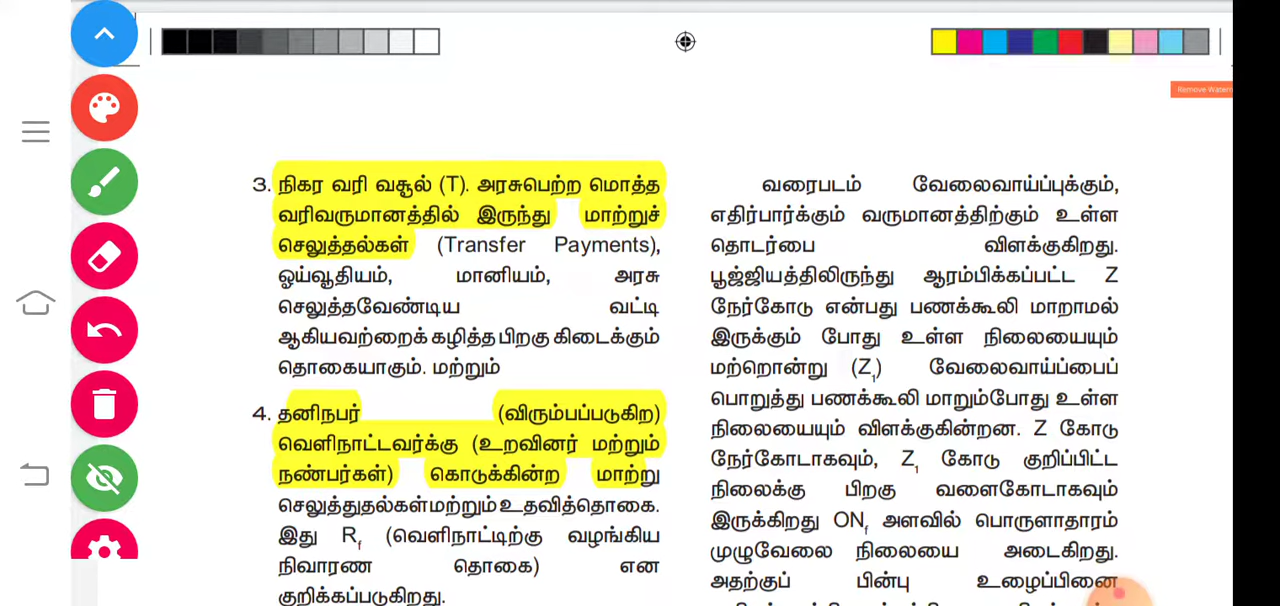 Remove Watern
3. நிகர வரி வசூல் (T). அரசுபெற்ற மொத்த
வரிவருமானத்தில் இருந்து மாற்றுச்
செலுத்தல்கள் (Transfer Payments),
ஓய்வூதியம், மானியம், அரசு
செலுத்தவேண்டிய வட்டி
ஆகியவற்றைக் கழித்த பிறகு கிடைக்கும்
தொகையாகும். மற்றும்
4. தனிநபர் (விரும்பப்படுகிற)
வெளிநாட்டவர்க்கு (உறவினர் மற்றும்
நண்பர்கள்) கொடுக்கின்ற மாற்று
செலுத்துதல்கள் மற்றும் உதவித்தொகை.
இது Rf (வெளிநாட்டிற்கு வழங்கிய
நிவாரண தொகை) என
குறிக்கப்படுகிறது.
வரைபடம் வேலைவாய்ப்புக்கும்,
எதிர்பார்க்கும் வருமானத்திற்கும் உள்ள
தொடர்பை விளக்குகிறது.
பூஜ்ஜியத்திலிருந்து ஆரம்பிக்கப்பட்ட Z
நேர்கோடு என்பது பணக்கூலி மாறாமல்
இருக்கும் போது உள்ள நிலையையும்
மற்றொன்று (Z1) வேலைவாய்ப்பைப்
பொறுத்து பணக்கூலி மாறும்போது உள்ள
நிலையையும் விளக்குகின்றன. Z கோடு
நேர்கோடாகவும், Z1 கோடு குறிப்பிட்ட
நிலைக்கு பிறகு வளைகோடாகவும்
இருக்கிறது ONf அளவில் பொருளாதாரம்
முழுவேலை நிலையை அடைகிறது.
அதற்குப் பின்பு உழைப்பினை